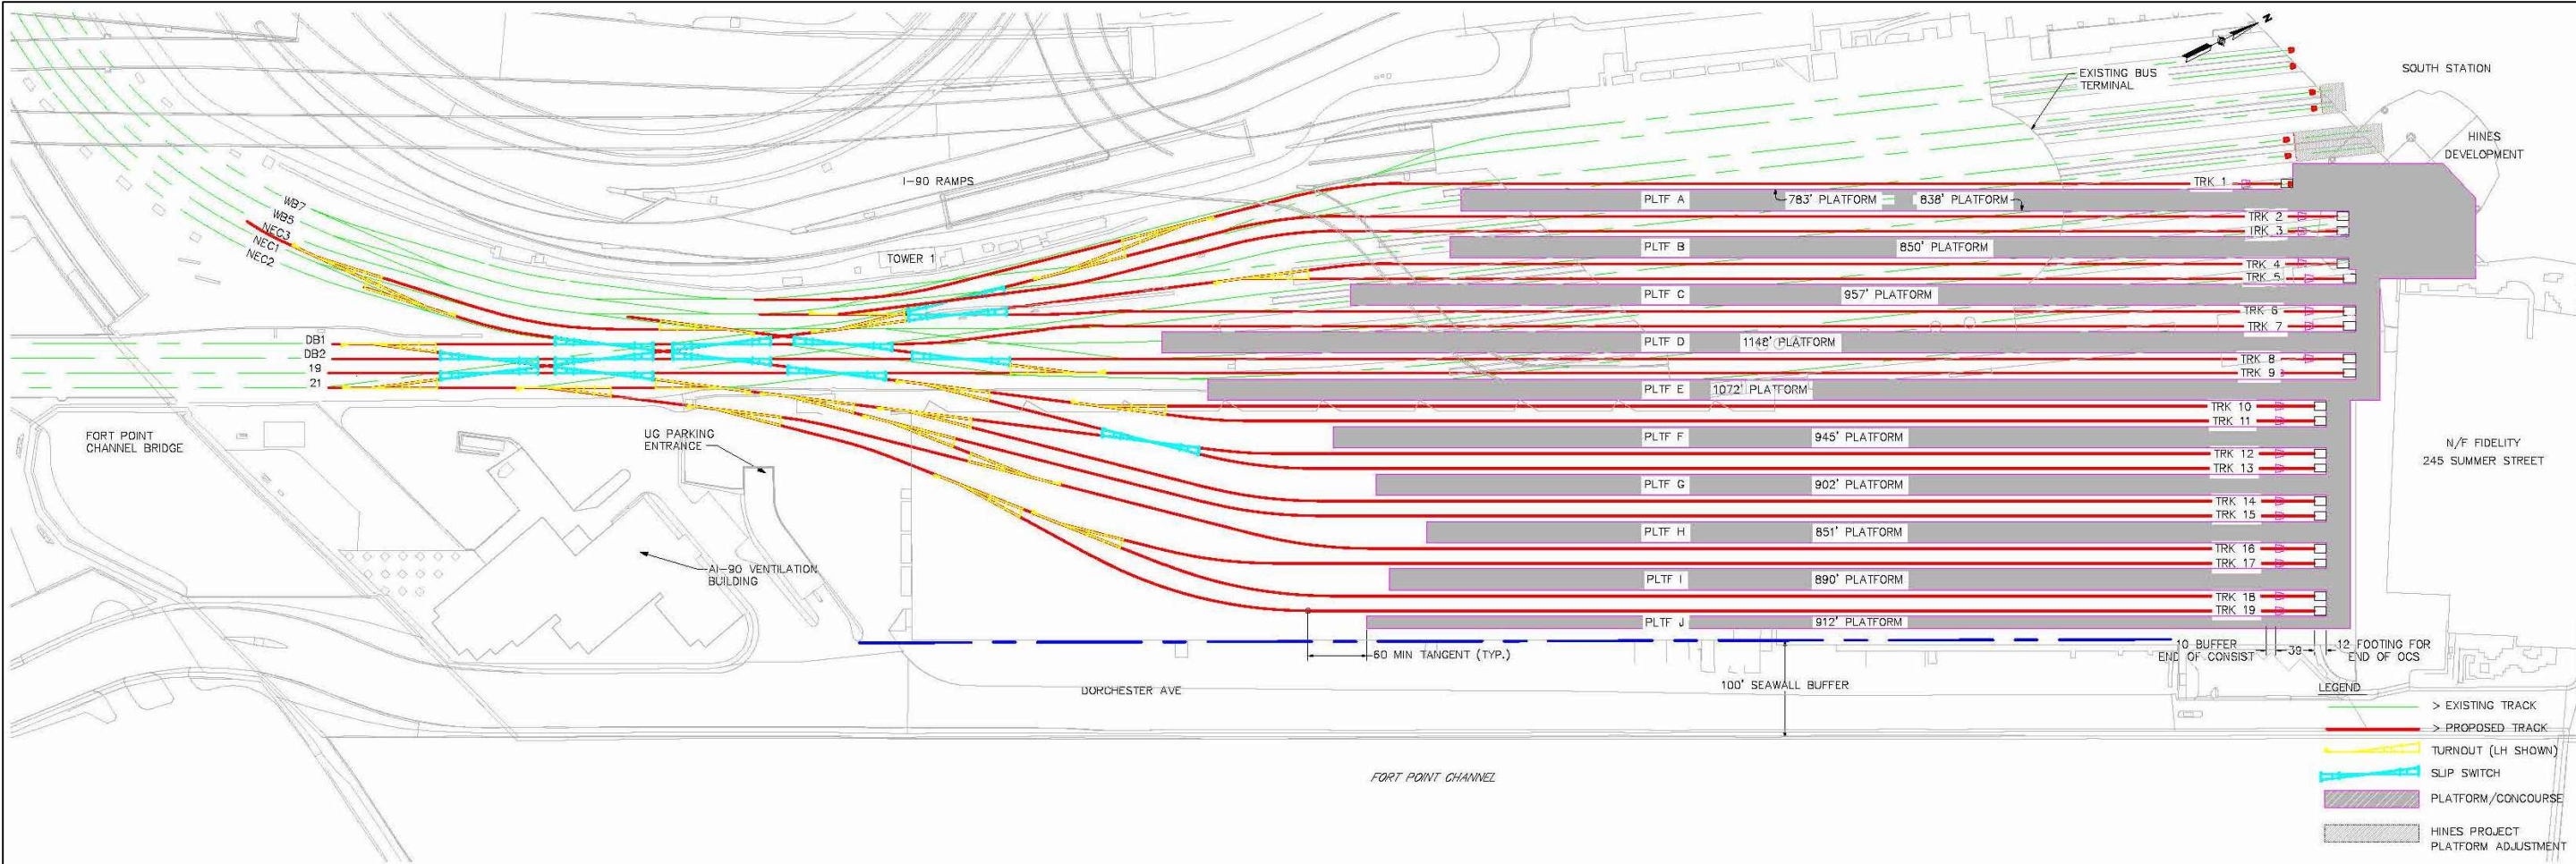 N
SOUTH STATION
EXISTING BUS
TERMINAL
HINES
DEVELOPMENT
I-90 RAMPS
WB7
WB5
NEC3
NEC1
NEC2
TOWER 1
DB1
DB2
19
21
TRK 1
PLTF A
783' PLATFORM
838' PLATFORM
TRK 2
TRK 3
PLTF B
850' PLATFORM
TRK 4
TRK 5
PLTF C
957' PLATFORM
TRK 6
TRK 7
PLTF D
1148' PLATFORM
TRK 8
TRK 9
PLTF E
1072' PLATFORM
TRK 10
TRK 11
PLTF F
945' PLATFORM
TRK 12
TRK 13
PLTF G
902' PLATFORM
TRK 14
TRK 15
PLTF H
851' PLATFORM
TRK 16
TRK 17
PLTF I
890' PLATFORM
TRK 18
TRK 19
PLTF J
912' PLATFORM
FORT POINT
CHANNEL BRIDGE
UG PARKING
ENTRANCE
AI-90 VENTILATION
BUILDING
N/F FIDELITY
245 SUMMER STREET
60 MIN TANGENT (TYP.)
10 BUFFER
END OF CONSIST
39
12 FOOTING FOR
END OF OCS
DORCHESTER AVE
100' SEAWALL BUFFER
FORT POINT CHANNEL
LEGEND
> EXISTING TRACK
> PROPOSED TRACK
TURNOUT (LH SHOWN)
SLIP SWITCH
PLATFORM/CONCOURSE
HINES PROJECT
PLATFORM ADJUSTMENT